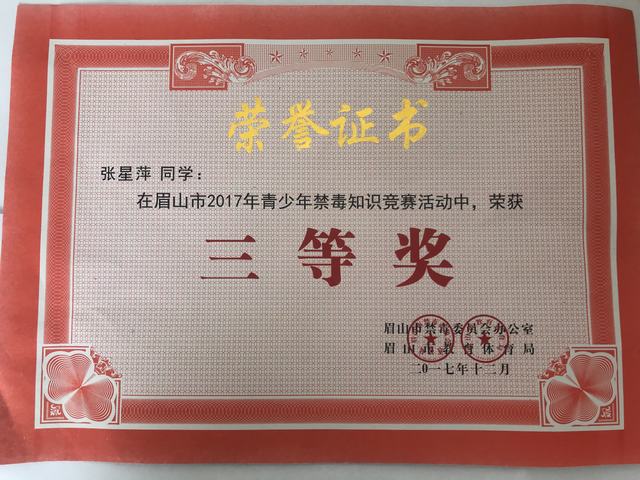 荣誉证书
张星萍 同学：
在眉山市2017年青少年禁毒知识竞赛活动中，荣获
三等奖
眉山市禁毒委员会办公室
眉山市教育体育局
二〇一七年十二月